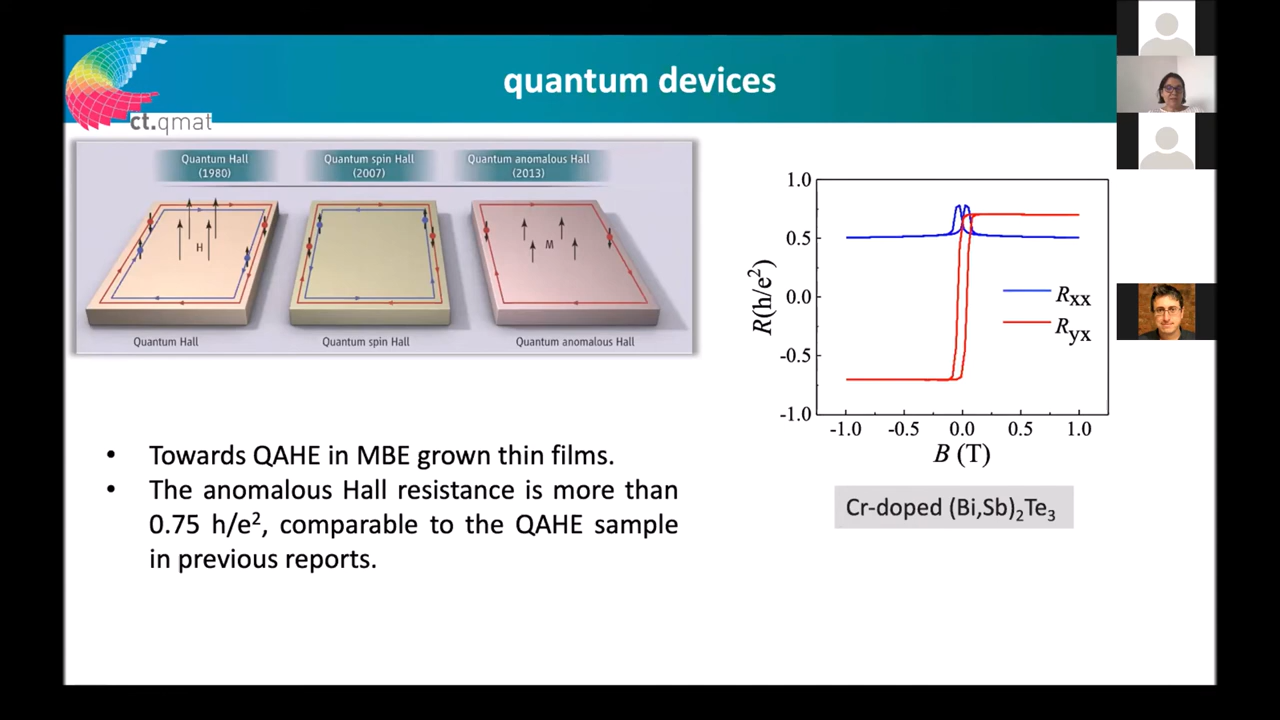 quantum devices
ct.qmat
Quantum Hall
(1980)
Quantum spin Hall
(2007)
Quantum anomalous Hall
(2013)
H
M
Quantum Hall
Quantum spin Hall
Quantum anomalous Hall
1.0
0.5
0.0
-0.5
-1.0
R(h/e²)
Rxx
Ryx
-1.0 -0.5 0.0 0.5 1.0
B (T)
Cr-doped (Bi,Sb)₂Te₃
• Towards QAHE in MBE grown thin films.
• The anomalous Hall resistance is more than
0.75 h/e², comparable to the QAHE sample
in previous reports.